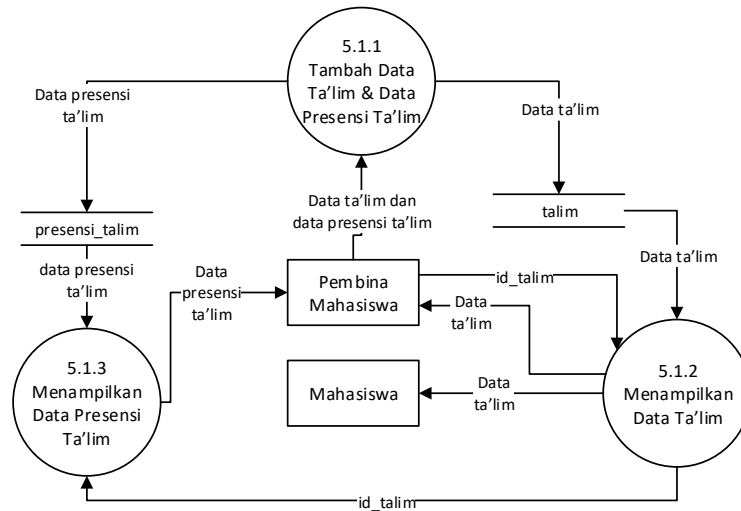 5.1.1
Tambah Data
Ta'lim & Data
Presensi Ta'lim
Data presensi
ta'lim
Data ta'lim
presensi_talim
talim
Data ta'lim dan
data presensi ta'lim
data presensi
ta'lim
Data
presensi
ta'lim
Pembina
Mahasiswa
id_talim
Data
ta'lim
Data ta'lim
5.1.3
Menampilkan
Data Presensi
Ta'lim
Mahasiswa
Data
ta'lim
5.1.2
Menampilkan
Data Ta'lim
id_talim